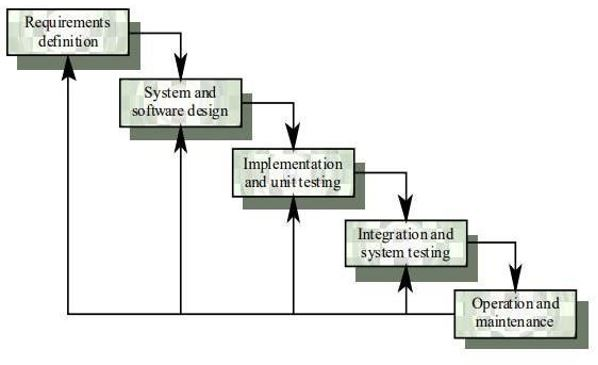 Requirements
definition
System and
software design
Implementation
and unit testing
Integration and
system testing
Operation and
maintenance